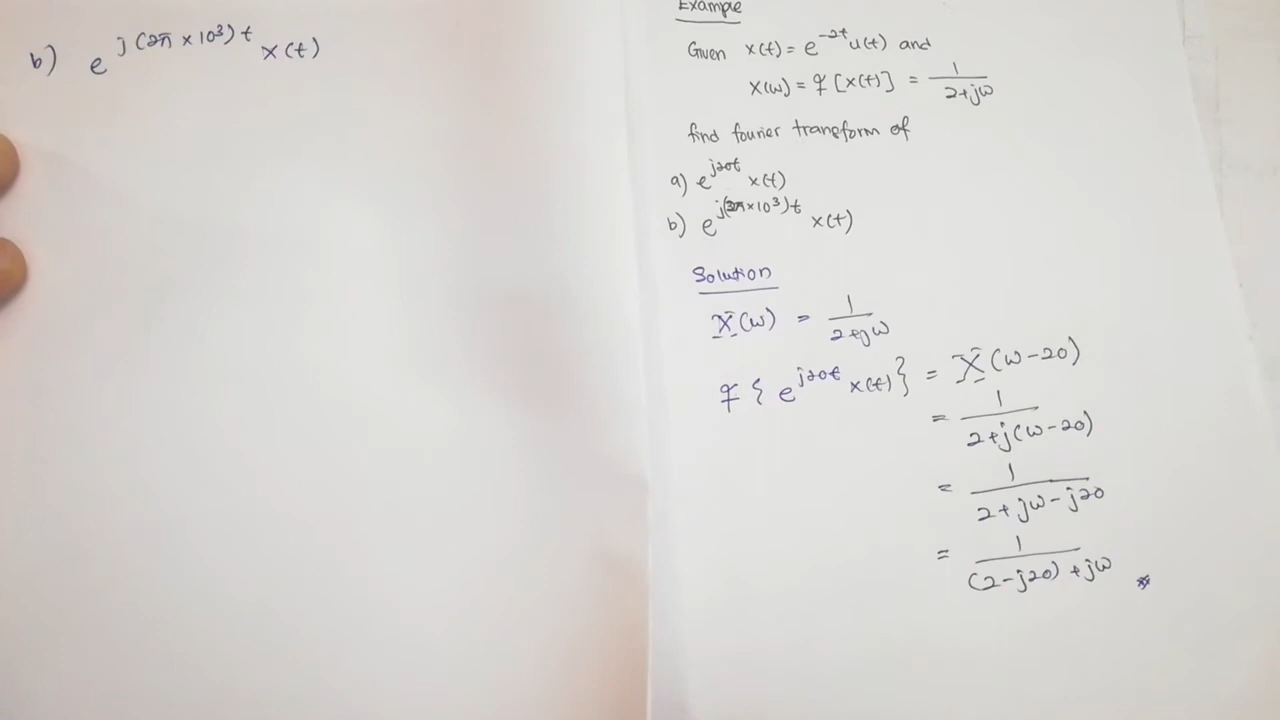 b) e^{j(2π×10³)t} x(t)
Example
Given x(t) = e^{-2t} u(t) and
X(ω) = F[x(t)] = 1/(2+jω)
find fourier transform of
a) e^{j20t} x(t)
b) e^{j(2π×10³)t} x(t)
Solution
X(ω) = 1/(2+jω)
F{e^{j20t} x(t)} = X(ω-20)
= 1/(2+j(ω-20))
= 1/(2+jω-j20)
= 1/((2-j20)+jω)